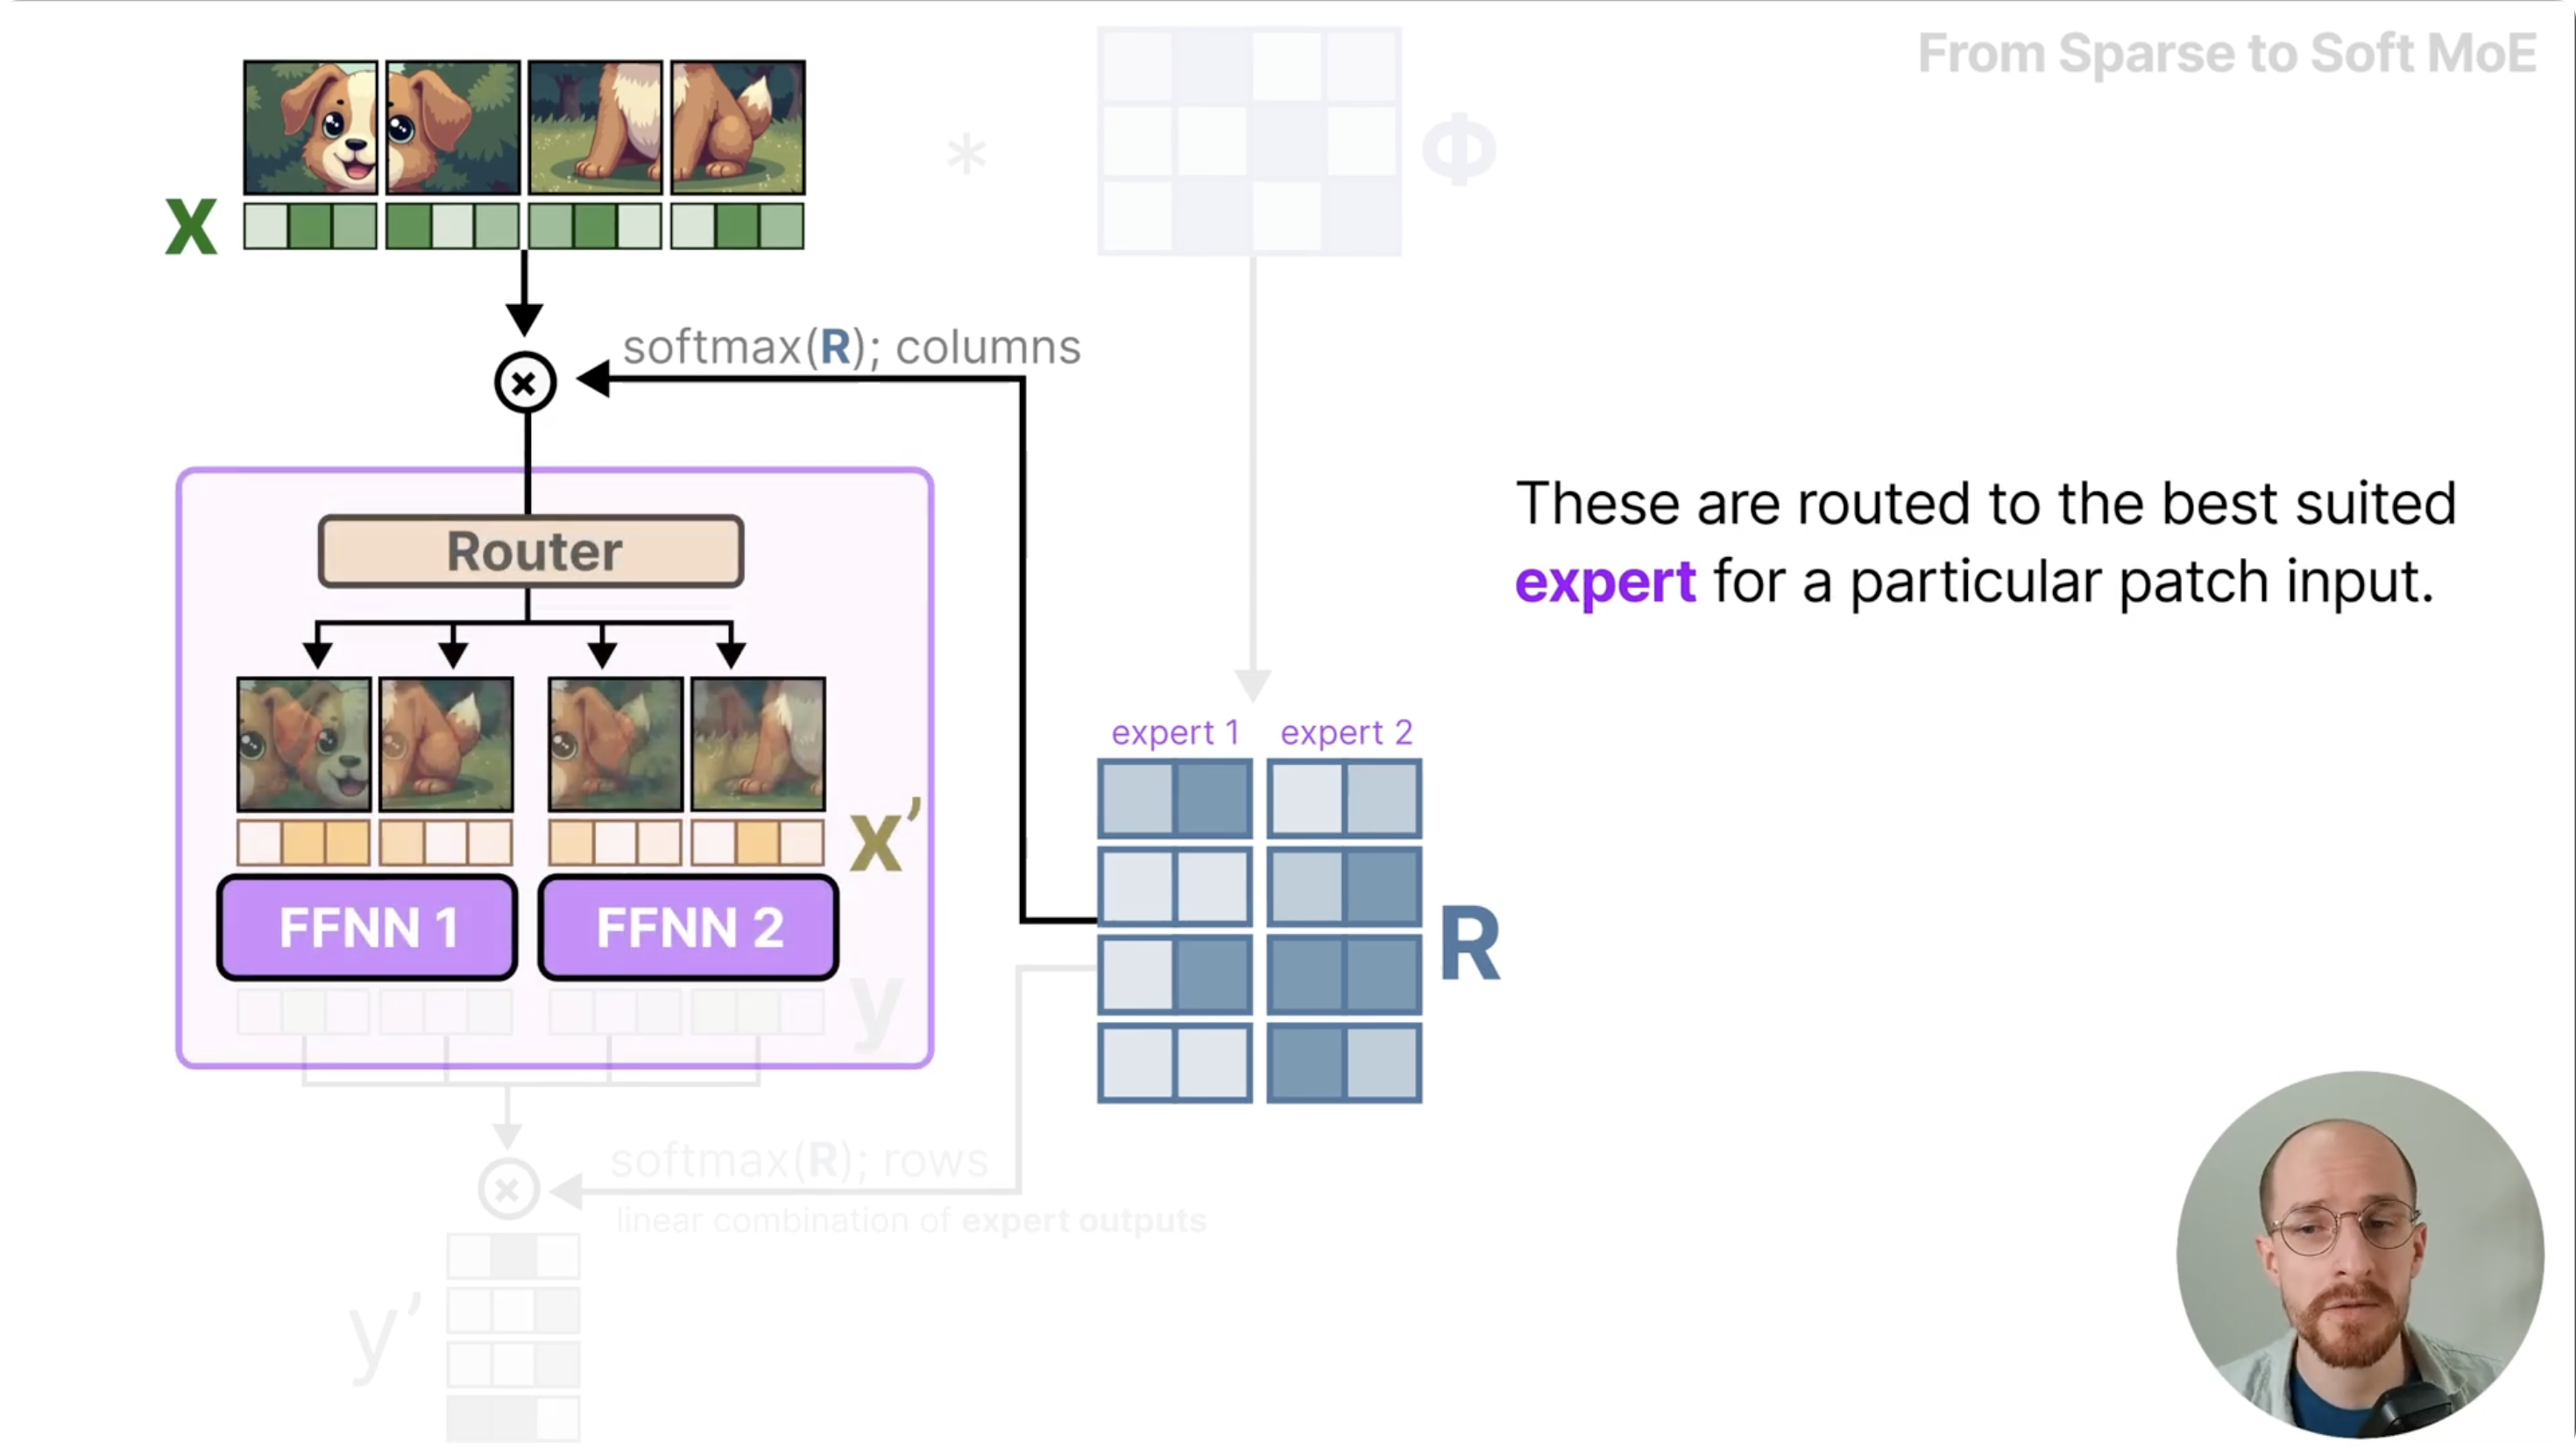 From Sparse to Soft MoE
* Φ
X
softmax(R); columns
Router
These are routed to the best suited
expert for a particular patch input.
expert 1 expert 2
X’
FFNN 1 FFNN 2
R
y
softmax(R); rows
linear combination of expert outputs
y’